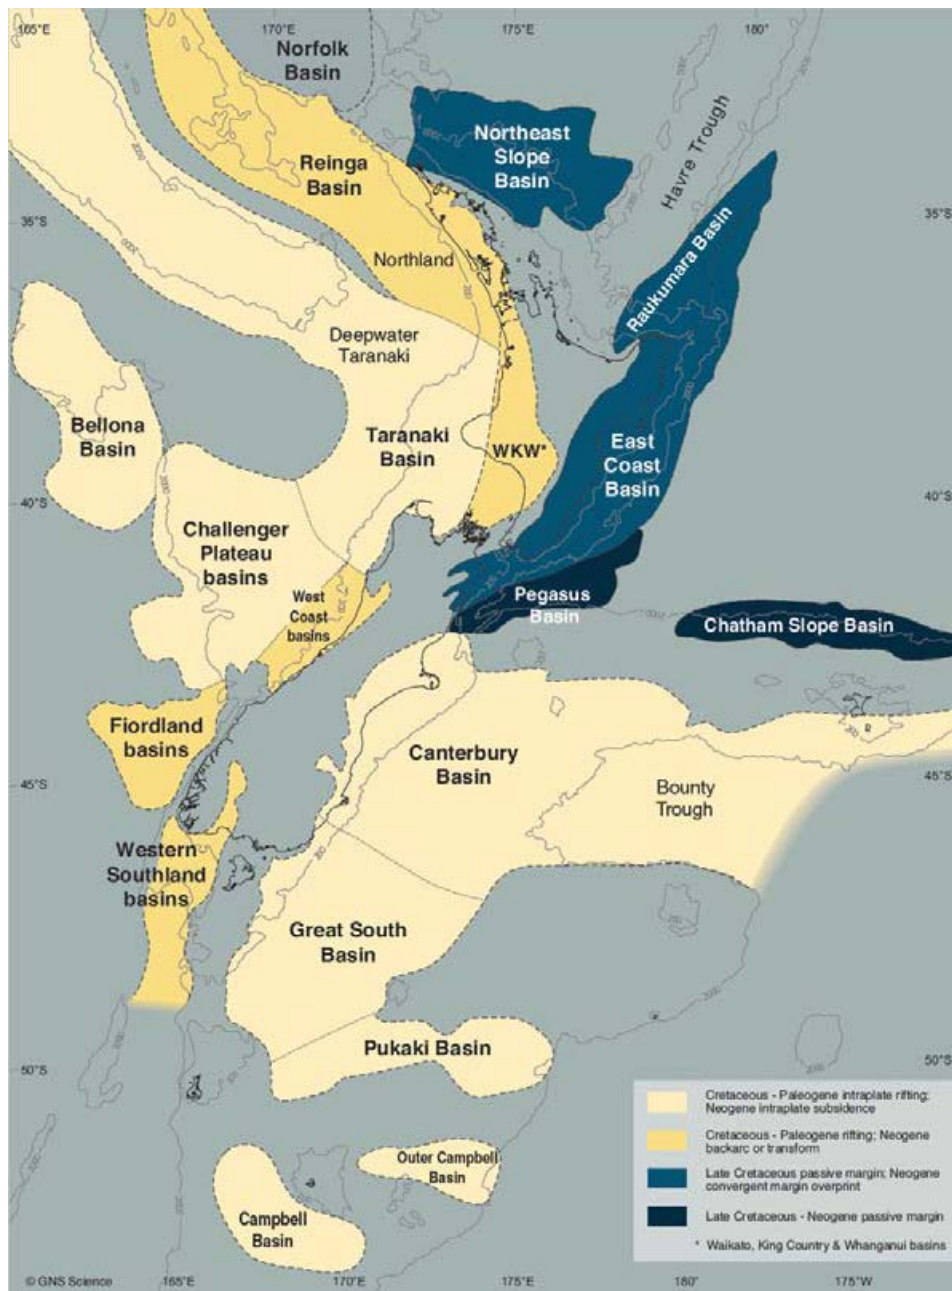 165°E
170°E
175°E
180°
Norfolk
Basin
Northeast
Slope
Basin
Havre Trough
Reinga
Basin
35°S
35°S
Raukumara Basin
Northland
Deepwater
Taranaki
Bellona
Basin
Taranaki
Basin
WKW*
East
Coast
Basin
40°S
40°S
Challenger
Plateau
basins
West
Coast
basins
Pegasus
Basin
Chatham Slope Basin
Fiordland
basins
Canterbury
Basin
45°S
45°S
Bounty
Trough
Western
Southland
basins
Great South
Basin
Pukaki Basin
50°S
50°S
Outer Campbell
Basin
Campbell
Basin
Cretaceous - Paleogene intraplate rifting;
Neogene intraplate subsidence
Cretaceous - Paleogene rifting; Neogene
backarc or transform
Late Cretaceous passive margin; Neogene
convergent margin overprint
Late Cretaceous - Neogene passive margin
* Waikato, King Country & Whanganui basins
© GNS Science
165°E
170°E
175°E
180°
175°W